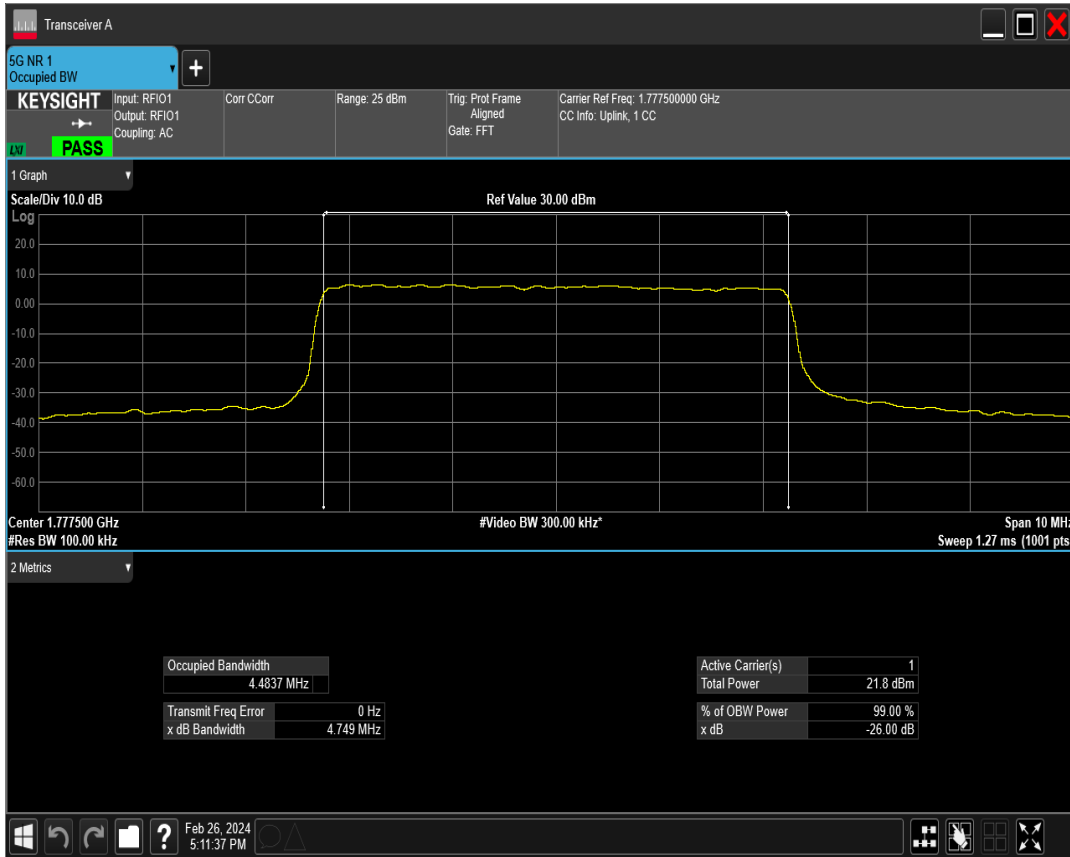 Transceiver A
5G NR 1
Occupied BW
+
KEYSIGHT
LXI
PASS
Input: RFIO1
Output: RFIO1
Coupling: AC
Corr CCorr
Range: 25 dBm
Trig: Prot Frame
Aligned
Gate: FFT
Carrier Ref Freq: 1.777500000 GHz
CC Info: Uplink, 1 CC
1 Graph
Scale/Div 10.0 dB
Ref Value 30.00 dBm
Log
20.0
10.0
0.00
-10.0
-20.0
-30.0
-40.0
-50.0
-60.0
Center 1.777500 GHz
#Video BW 300.00 kHz*
Span 10 MHz
#Res BW 100.00 kHz
Sweep 1.27 ms (1001 pts
2 Metrics
Occupied Bandwidth
4.4837 MHz
Transmit Freq Error 0 Hz
x dB Bandwidth 4.749 MHz
Active Carrier(s) 1
Total Power 21.8 dBm
% of OBW Power 99.00 %
x dB -26.00 dB
?
Feb 26, 2024
5:11:37 PM